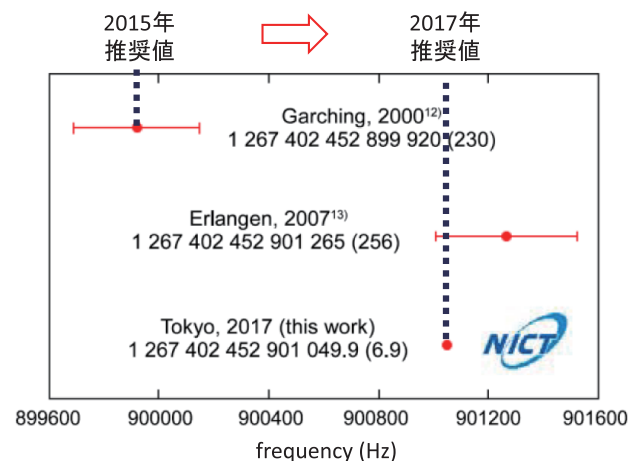 2015年
推奨値
2017年
推奨値
Garching, 2000¹²⁾
1 267 402 452 899 920 (230)
Erlangen, 2007¹³⁾
1 267 402 452 901 265 (256)
Tokyo, 2017 (this work)
1 267 402 452 901 049.9 (6.9)
NICT
899600 900000 900400 900800 901200 901600
frequency (Hz)